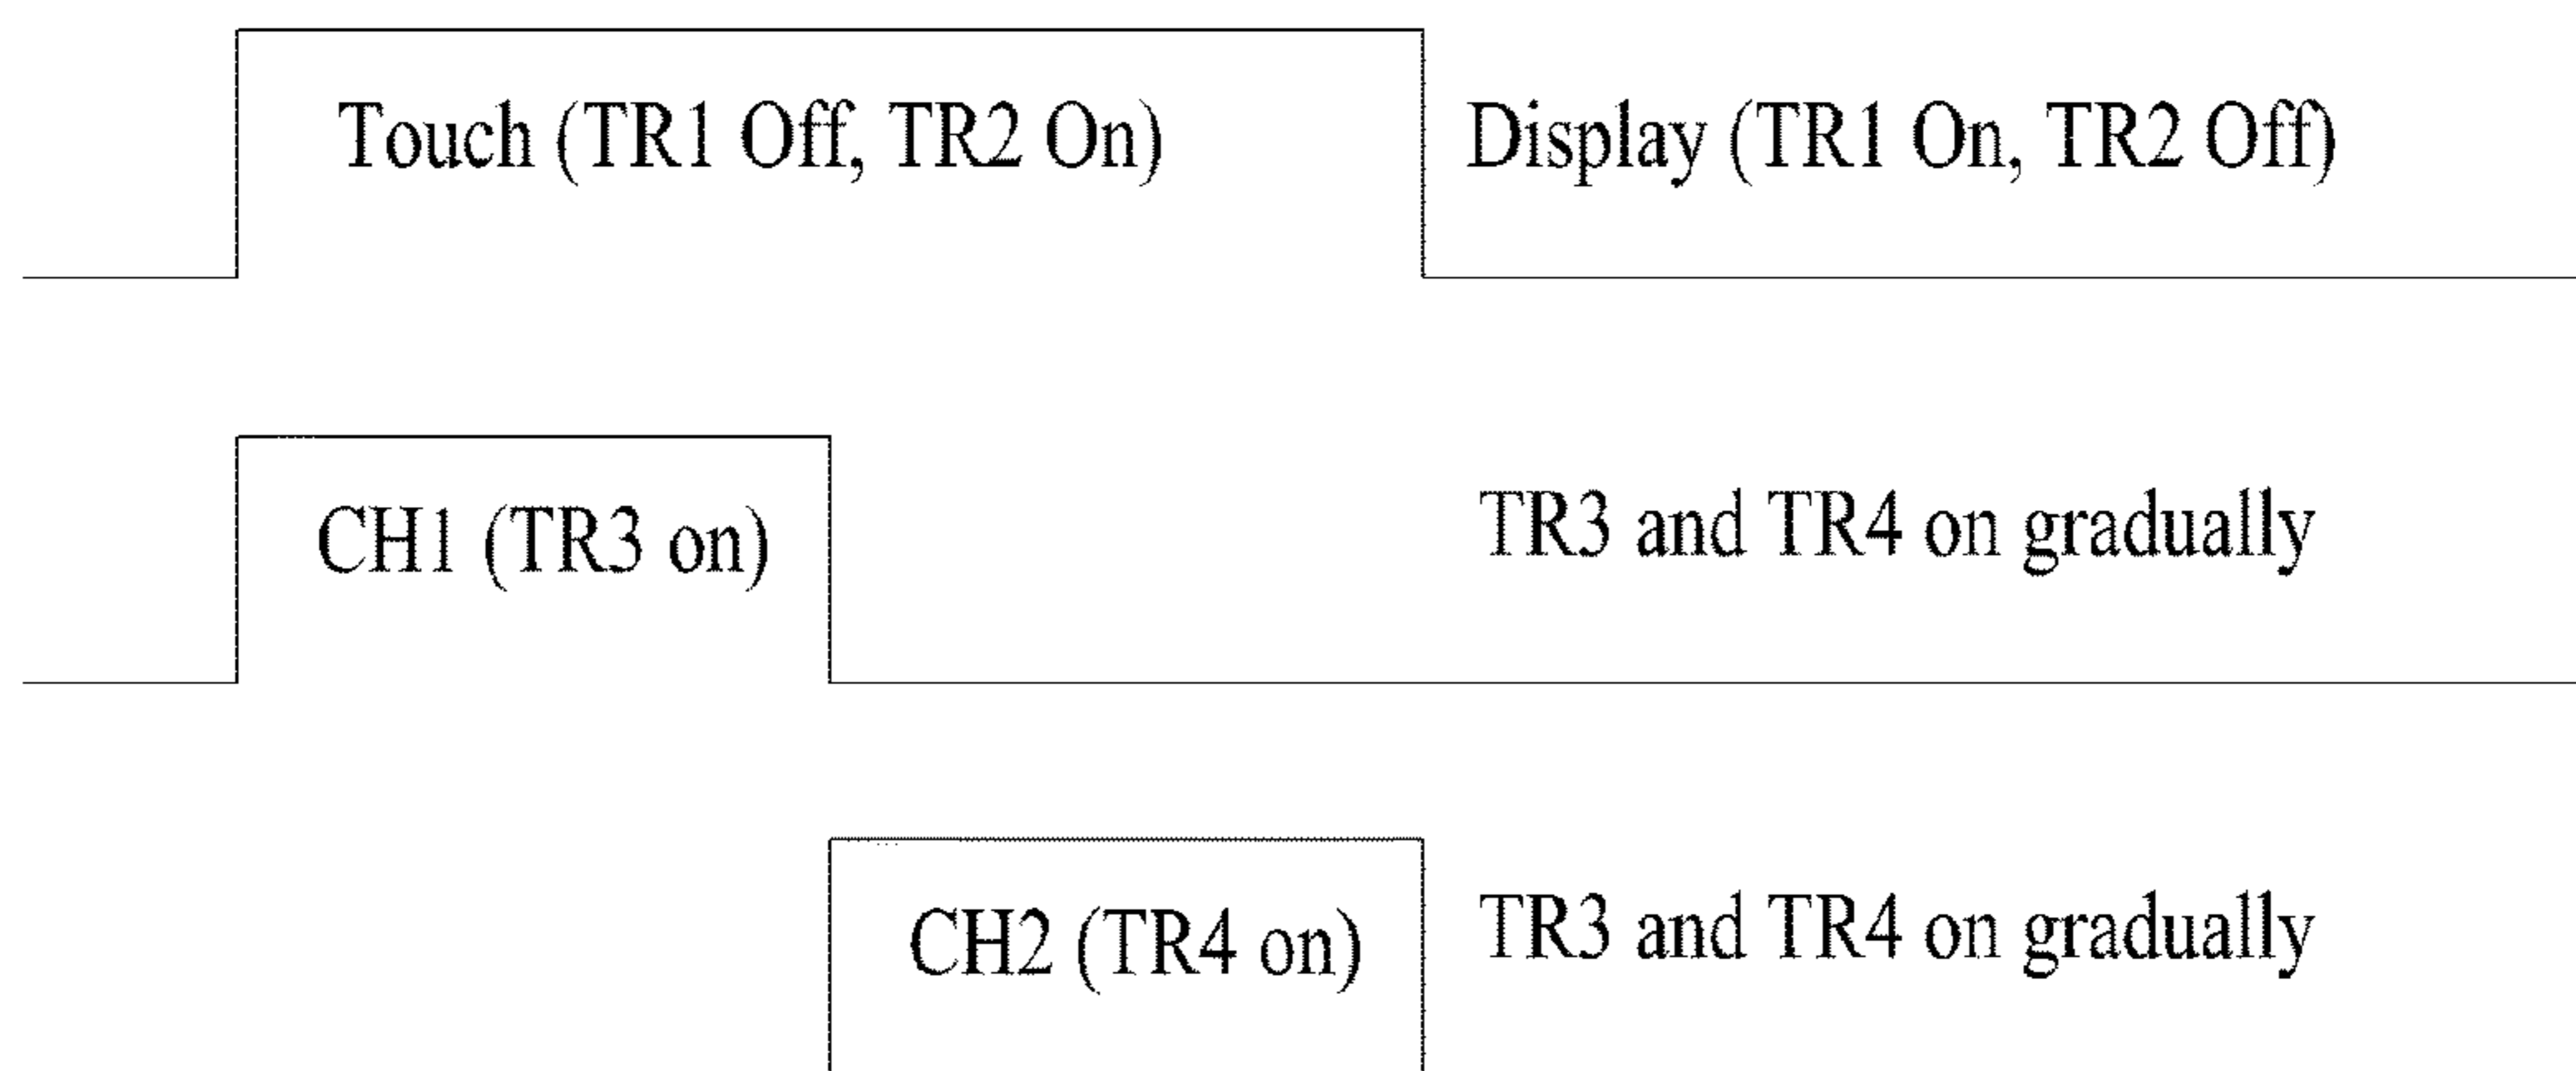 Touch (TR1 Off, TR2 On)
Display (TR1 On, TR2 Off)
CH1 (TR3 on)
TR3 and TR4 on gradually
CH2 (TR4 on)
TR3 and TR4 on gradually